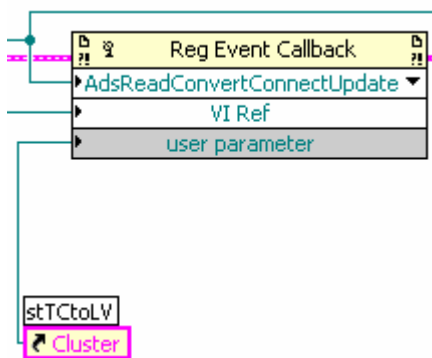 Reg Event Callback
AdsReadConvertConnectUpdate
VI Ref
user parameter
stTCtoLV
Cluster